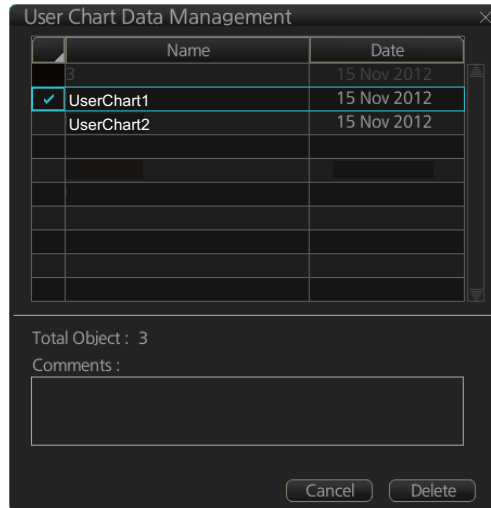 User Chart Data Management
Name Date
3 15 Nov 2012
UserChart1 15 Nov 2012
UserChart2 15 Nov 2012
Total Object : 3
Comments :
Cancel Delete